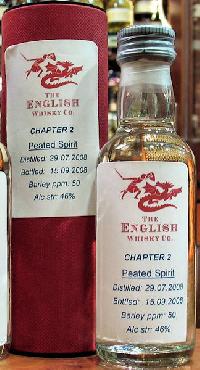 THE
ENGLISH
WHISKY CO.
CHAPTER 2
Peated Spirit
Distilled: 29.07.2008
Bottled: 15.09.2008
Barley ppm: 50
Alc str: 46%
THE
ENGLISH
WHISKY CO.
CHAPTER 2
Peated Spirit
Distilled: 29.07.2008
Bottled: 15.09.2008
Barley ppm: 50
Alc str: 46%